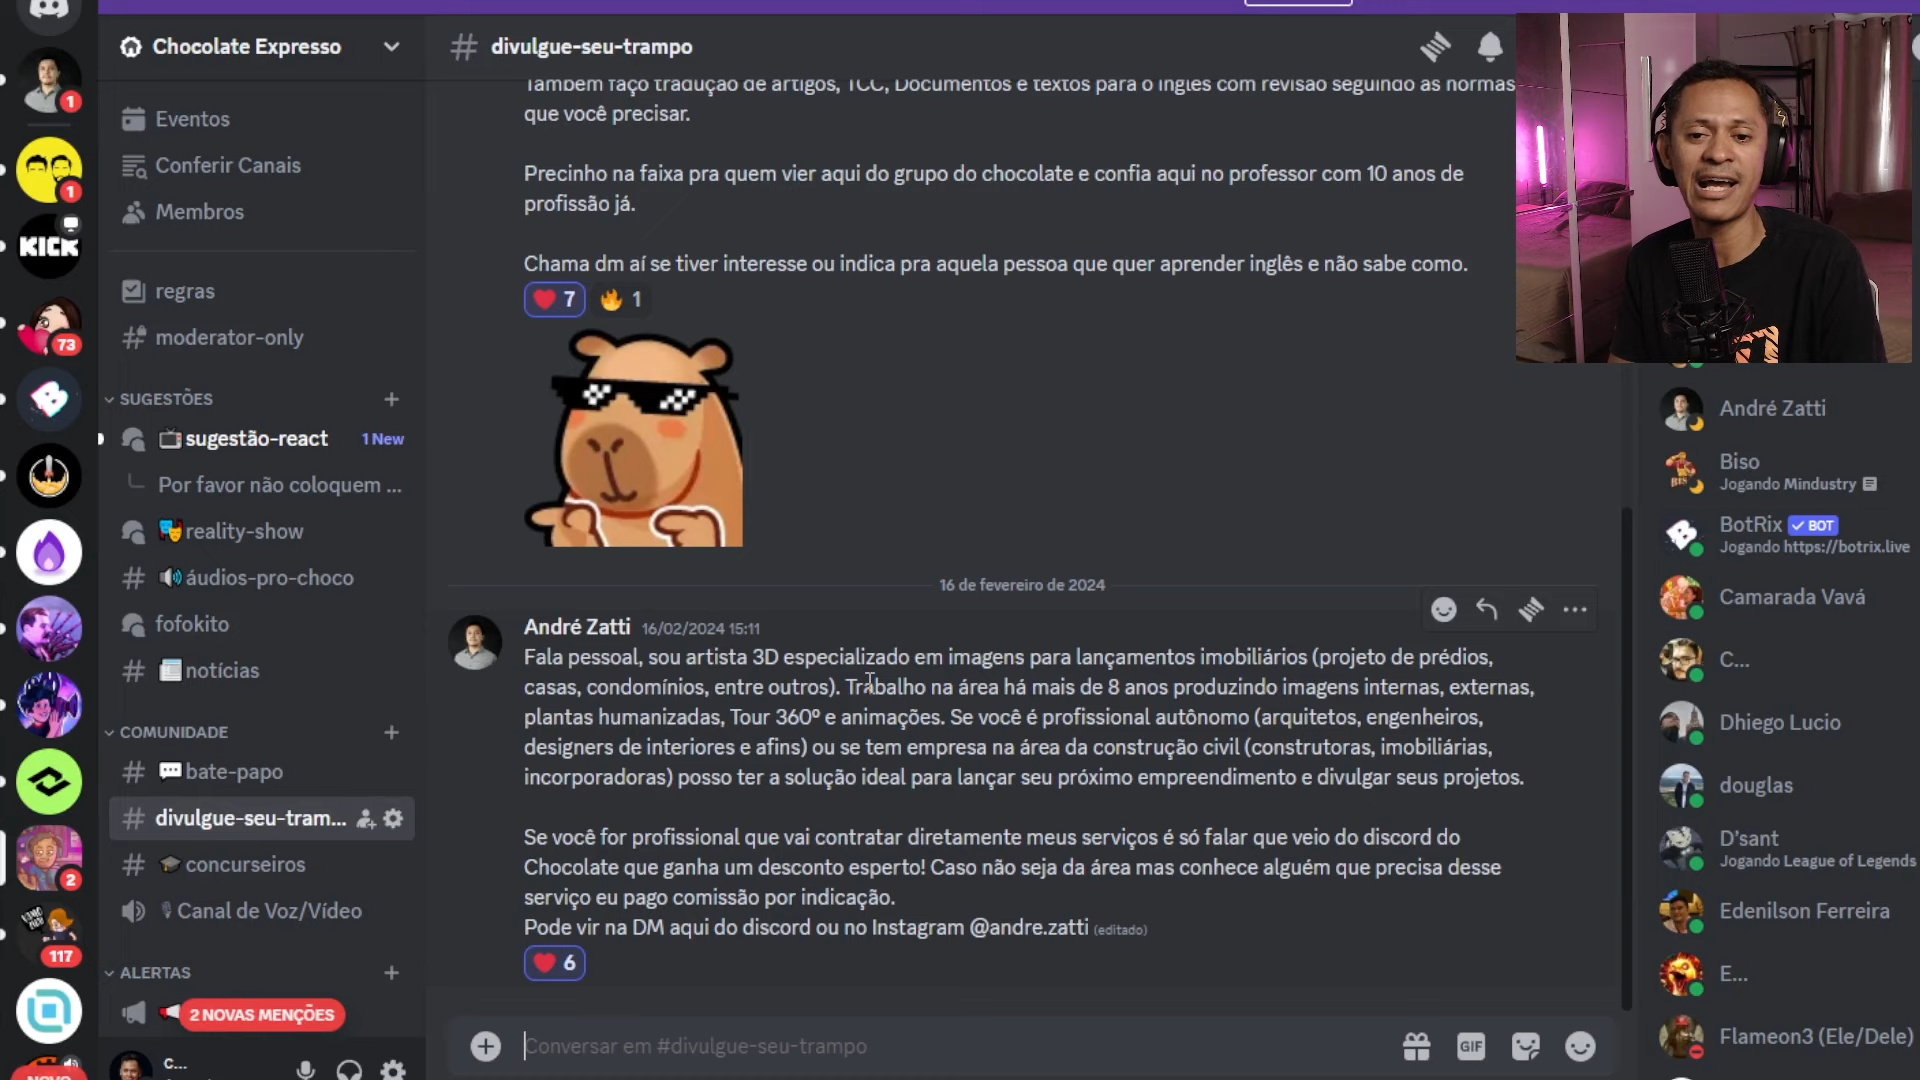 Chocolate Expresso
Eventos
Conferir Canais
Membros
regras
moderator-only
SUGESTÕES
sugestão-react
1 New
Por favor não coloquem ...
reality-show
áudios-pro-choco
fofokito
notícias
COMUNIDADE
bate-papo
divulgue-seu-tram...
concurseiros
Canal de Voz/Vídeo
ALERTAS
2 NOVAS MENÇÕES
C...
1
1
KICK
73
2
117
NOVO
divulgue-seu-trampo
Também faço tradução de artigos, TCC, Documentos e textos para o inglês com revisão seguindo as normas
que você precisar.
Precinho na faixa pra quem vier aqui do grupo do chocolate e confia aqui no professor com 10 anos de
profissão já.
Chama dm aí se tiver interesse ou indica pra aquela pessoa que quer aprender inglês e não sabe como.
7
1
16 de fevereiro de 2024
André Zatti 16/02/2024 15:11
Fala pessoal, sou artista 3D especializado em imagens para lançamentos imobiliários (projeto de prédios,
casas, condomínios, entre outros). Trabalho na área há mais de 8 anos produzindo imagens internas, externas,
plantas humanizadas, Tour 360º e animações. Se você é profissional autônomo (arquitetos, engenheiros,
designers de interiores e afins) ou se tem empresa na área da construção civil (construtoras, imobiliárias,
incorporadoras) posso ter a solução ideal para lançar seu próximo empreendimento e divulgar seus projetos.
Se você for profissional que vai contratar diretamente meus serviços é só falar que veio do discord do
Chocolate que ganha um desconto esperto! Caso não seja da área mas conhece alguém que precisa desse
serviço eu pago comissão por indicação.
Pode vir na DM aqui do discord ou no Instagram @andre.zatti (editado)
6
Conversar em #divulgue-seu-trampo
GIF
André Zatti
Biso
Jogando Mindustry
BotRix BOT
Jogando https://botrix.live
Camarada Vavá
C...
Dhiego Lucio
douglas
D'sant
Jogando League of Legends
Edenilson Ferreira
E...
Flameon3 (Ele/Dele)